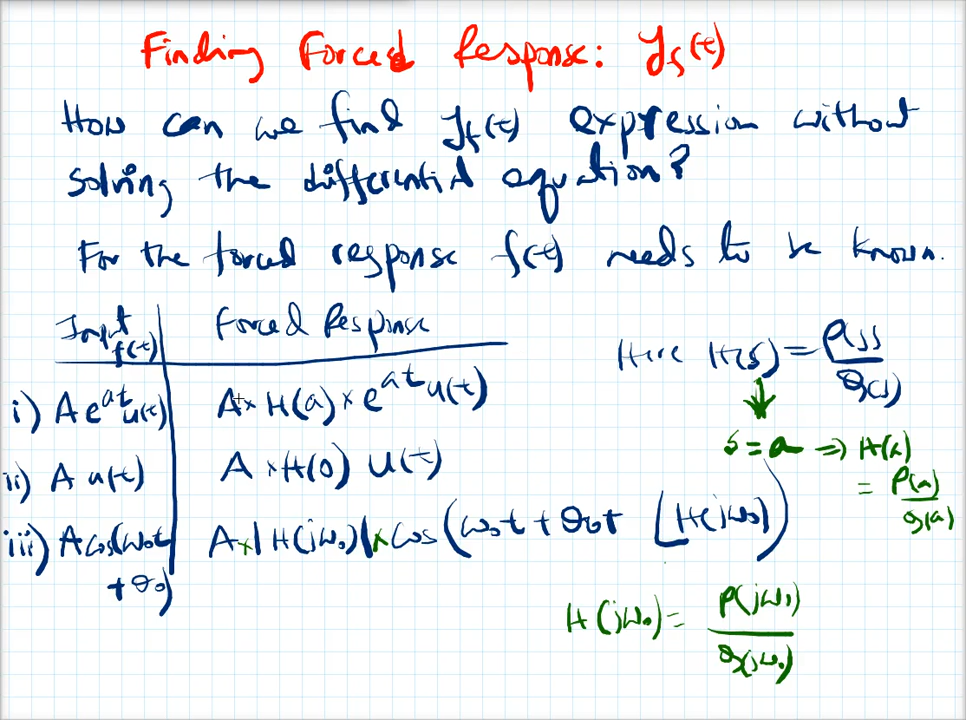 Finding Forced Response: yf(t)
How can we find yf(t) expression without
solving the differential equation?
For the forced response f(t) needs to be known.
Input f(t) | Forced Response
i) A e^{at} u(t) | A × H(a) × e^{at} u(t)
ii) A u(t) | A × H(0) u(t)
iii) A cos(ω₀t + θ₀) | A × |H(jω₀)| × cos(ω₀t + θ₀t ∠H(jω₀))
Here H(s) = P(s)/Q(s)
↓
s = a ⇒ H(a)
= P(a)/Q(a)
H(jω₀) = P(jω₀)/Q(jω₀)